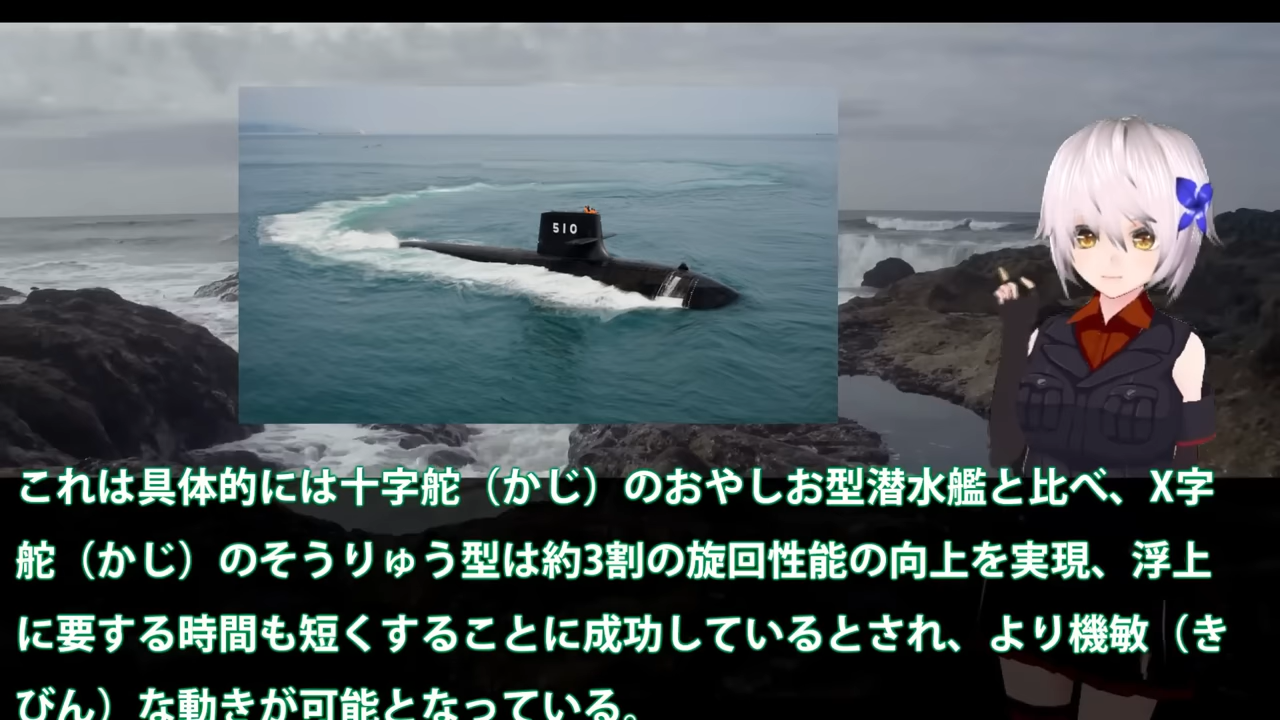 510
これは具体的には十字舵（かじ）のおやしお型潜水艦と比べ、X字
舵（かじ）のそうりゅう型は約3割の旋回性能の向上を実現、浮上
に要する時間も短くすることに成功しているとされ、より機敏（き
びん）な動きが可能となっている。